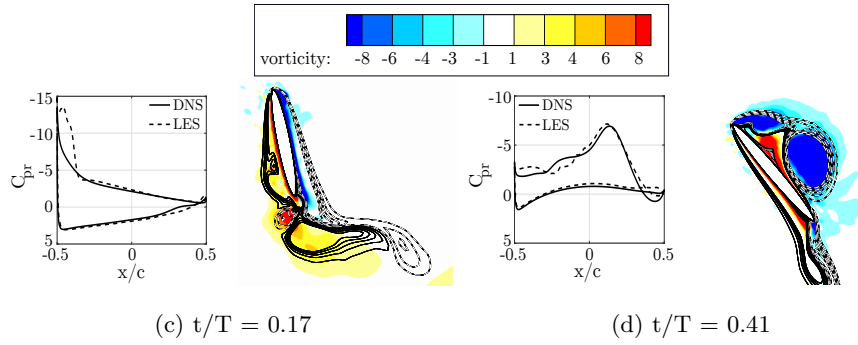 vorticity: -8 -6 -4 -3 -1 1 3 4 6 8
-15
-10
-5
0
5
C_pr
-0.5 0 0.5
x/c
DNS
LES
-10
-5
0
5
C_pr
-0.5 0 0.5
x/c
DNS
LES
(c) t/T = 0.17
(d) t/T = 0.41